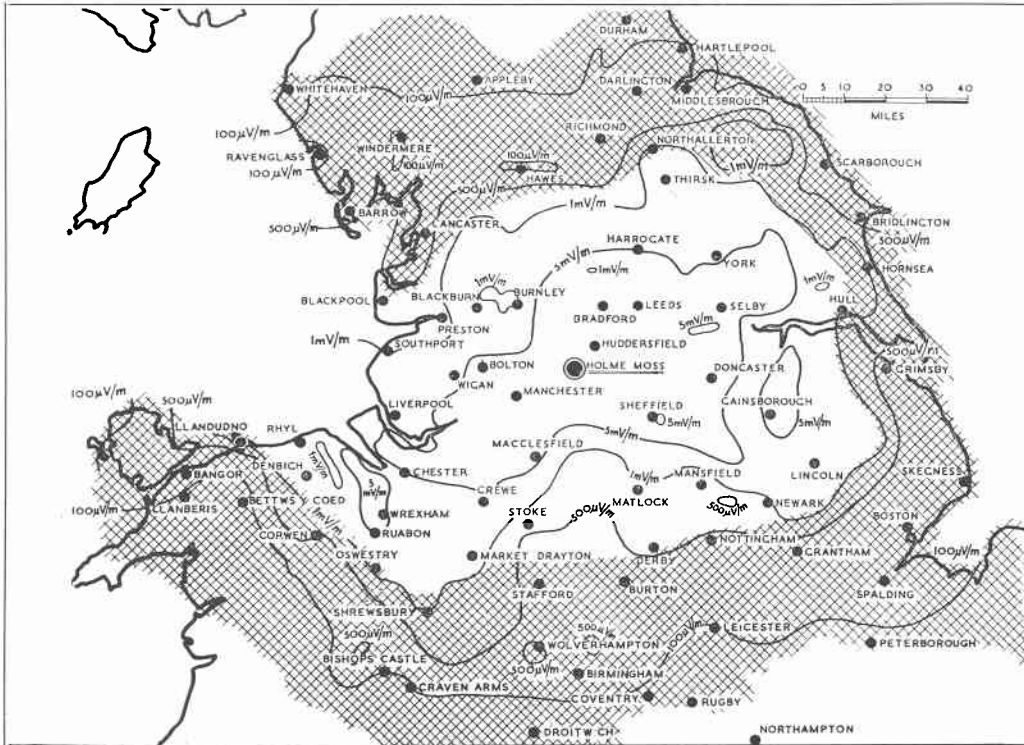 DURHAM
HARTLEPOOL
APPLEBY
DARLINGTON
WHITEHAVEN
100μV/m
MIDDLESBROUGH
0 5 10 20 30 40
MILES
100μV/m
RICHMOND
NORTHALLERTON
WINDERMERE
RAVENGLASS
100μV/m
100μV/m
100μV/m
HAWES
1mV/m
SCARBOROUGH
THIRSK
500μV/m
BARROW
1mV/m
500μV/m
LANCASTER
BRIDLINGTON
500μV/m
HARROGATE
5mV/m
YORK
1mV/m
HORNSEA
1mV/m
1mV/m
BLACKPOOL
BLACKBURN
BURNLEY
LEEDS
SELBY
HULL
BRADFORD
PRESTON
5mV/m
1mV/m
SOUTHPORT
HUDDERSFIELD
500μV/m
BOLTON
HOLME MOSS
GRIMSBY
WIGAN
DONCASTER
100μV/m
500μV/m
MANCHESTER
LIVERPOOL
SHEFFIELD
GAINSBOROUGH
5mV/m
5mV/m
LLANDUDNO
RHYL
5mV/m
MACCLESFIELD
DENBICH
1mV/m
BANGOR
CHESTER
1mV/m
MANSFIELD
LINCOLN
SKEGNESS
5
mV/m
CREWE
MATLOCK
NEWARK
500μV/m
BETTWS Y COED
LLANBERIS
100μV/m
WREXHAM
STOKE
500μV/m
1mV/m
BOSTON
CORWEN
RUABON
NOTTINGHAM
DERBY
GRANTHAM
100μV/m
OSWESTRY
MARKET DRAYTON
STAFFORD
BURTON
SPALDING
SHREWSBURY
LEICESTER
500μV/m
500μV/m
WOLVERHAMPTON
100μV/m
PETERBOROUGH
BISHOPS CASTLE
500μV/m
BIRMINGHAM
CRAVEN ARMS
COVENTRY
RUGBY
DROITWICH
NORTHAMPTON